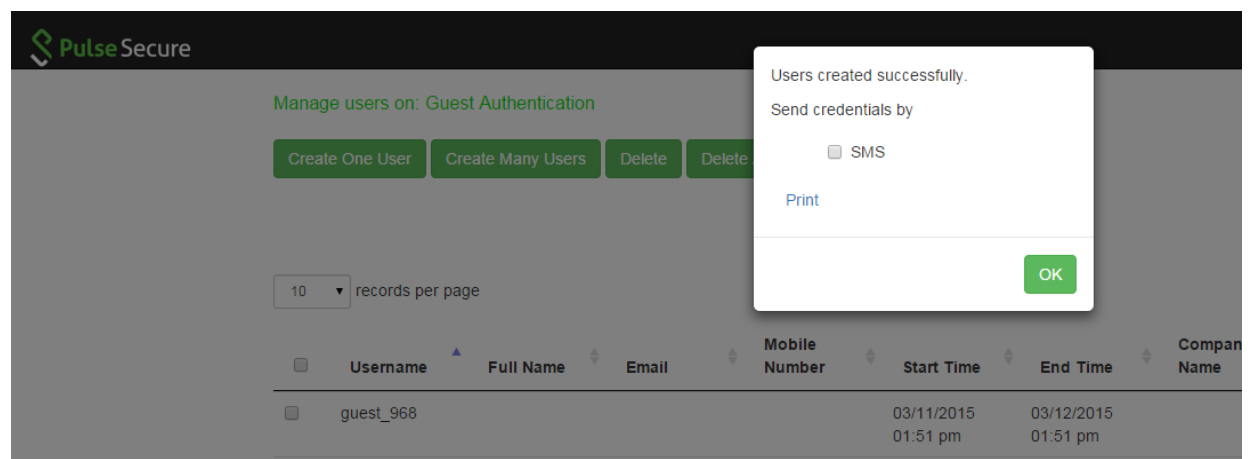 Pulse Secure
Users created successfully.
Manage users on: Guest Authentication
Send credentials by
Create One User Create Many Users Delete Delete
SMS
Print
OK
10 records per page
Username Full Name Email Mobile Number Start Time End Time Compan Name
guest_968 03/11/2015 01:51 pm 03/12/2015 01:51 pm